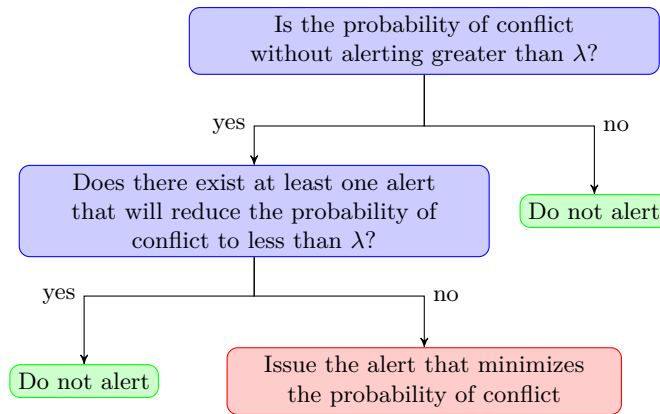 Is the probability of conflict
without alerting greater than λ?
yes
no
Does there exist at least one alert
that will reduce the probability of
conflict to less than λ?
Do not alert
yes
no
Do not alert
Issue the alert that minimizes
the probability of conflict